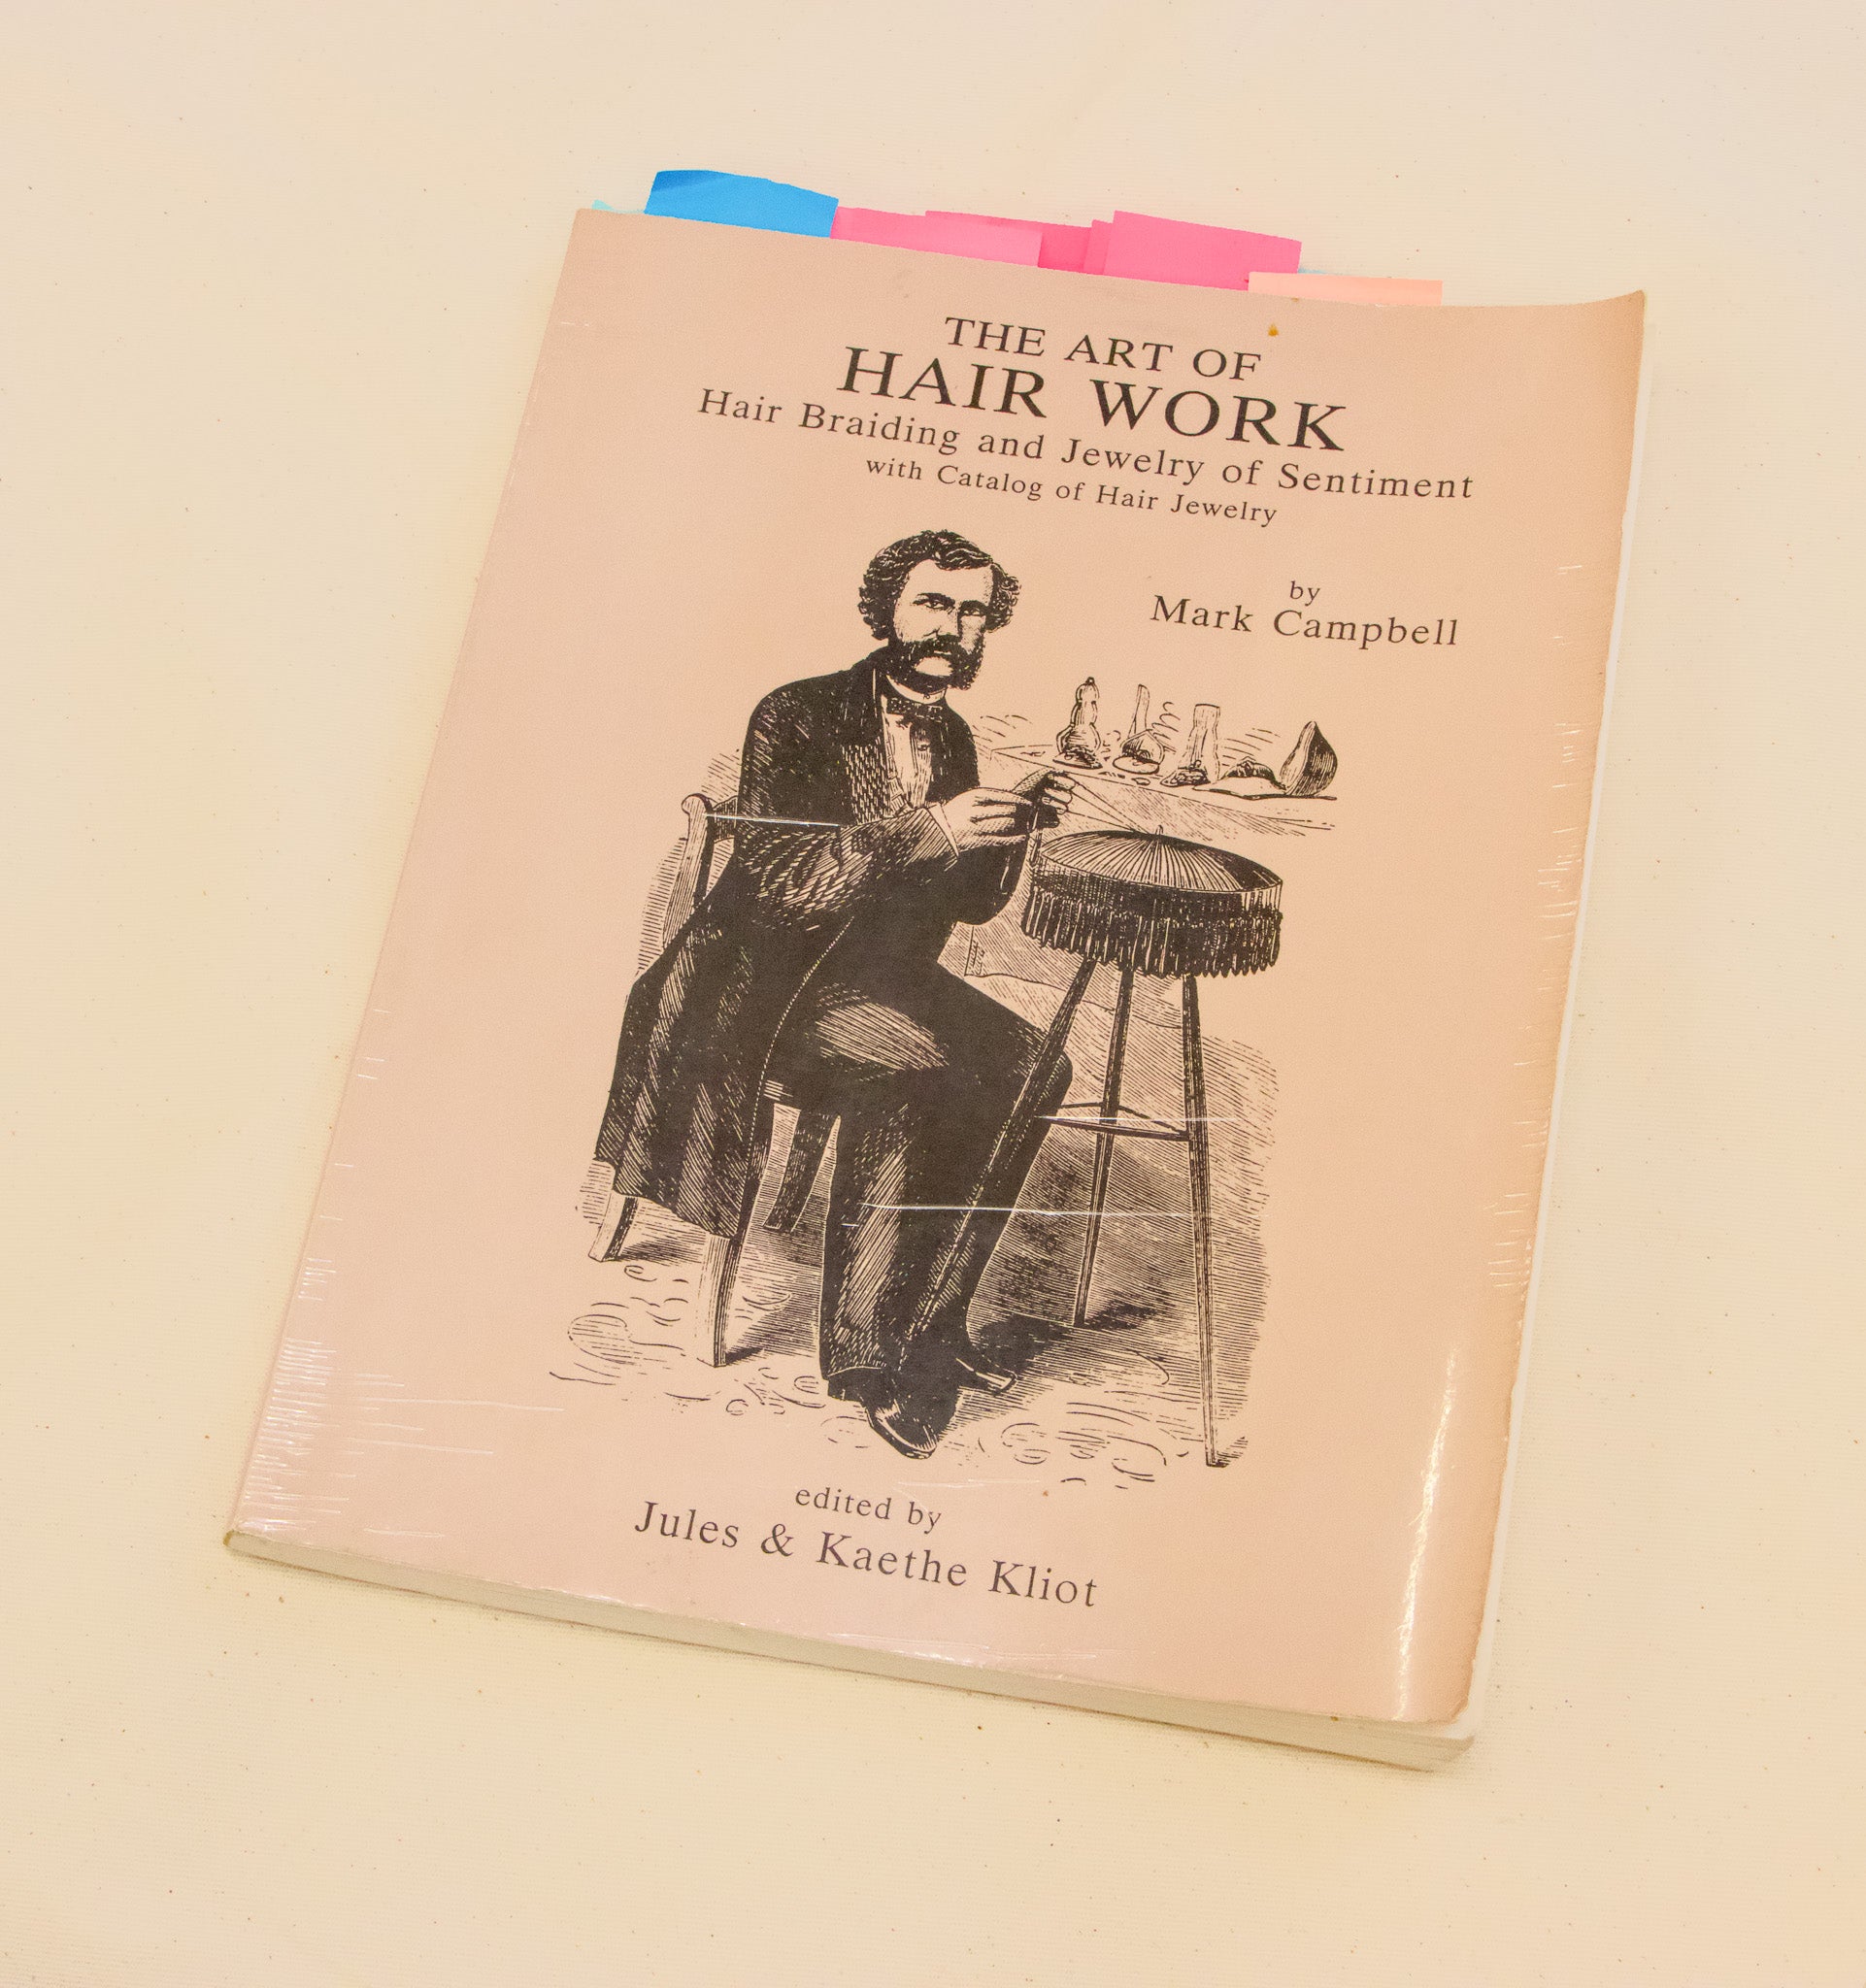 THE ART OF
HAIR WORK
Hair Braiding and Jewelry of Sentiment
with Catalog of Hair Jewelry
by
Mark Campbell
edited by
Jules & Kaethe Kliot